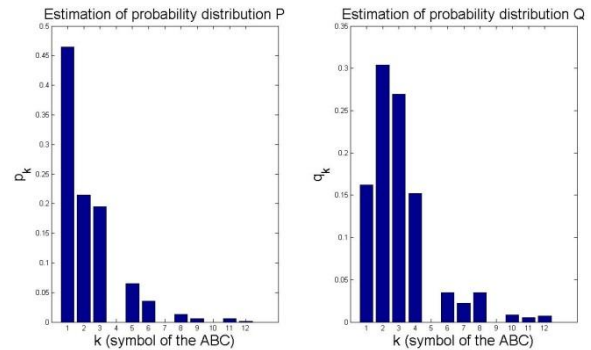 Estimation of probability distribution P
0.5
0.45
0.4
0.35
0.3
0.25
0.2
0.15
0.1
0.05
0
p_k
1 2 3 4 5 6 7 8 9 10 11 12
k (symbol of the ABC)
Estimation of probability distribution Q
0.35
0.3
0.25
0.2
0.15
0.1
0.05
0
q_k
1 2 3 4 5 6 7 8 9 10 11 12
k (symbol of the ABC)